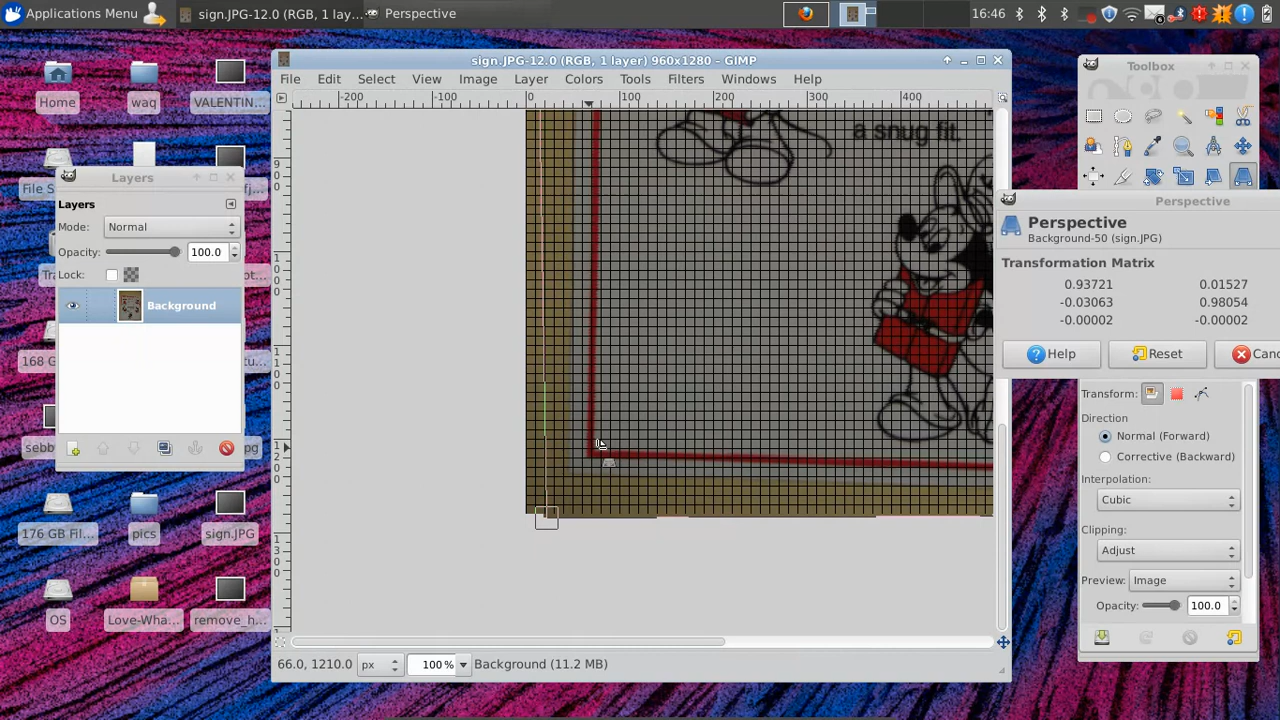 Applications Menu
sign.JPG-12.0 (RGB, 1 lay...
Perspective
16:46
Home
waq
VALENTIN...
File S
168 G
176 GB FIl...
pics
sign.JPG
OS
Love-Wha...
remove_h...
Layers
Layers
Mode: Normal
Opacity: 100.0
Lock:
Background
sign.JPG-12.0 (RGB, 1 layer) 960x1280 – GIMP
File Edit Select View Image Layer Colors Tools Filters Windows Help
-200 -100 0 100 200 300 400
900
1000
1100
1200
1300
a snug fit.
66.0, 1210.0 px 100% Background (11.2 MB)
Toolbox
Perspective
Perspective
Background-50 (sign.JPG)
Transformation Matrix
0.93721 0.01527
-0.03063 0.98054
-0.00002 -0.00002
Help Reset Canc
Transform:
Direction
Normal (Forward)
Corrective (Backward)
Interpolation:
Cubic
Clipping:
Adjust
Preview: Image
Opacity: 100.0